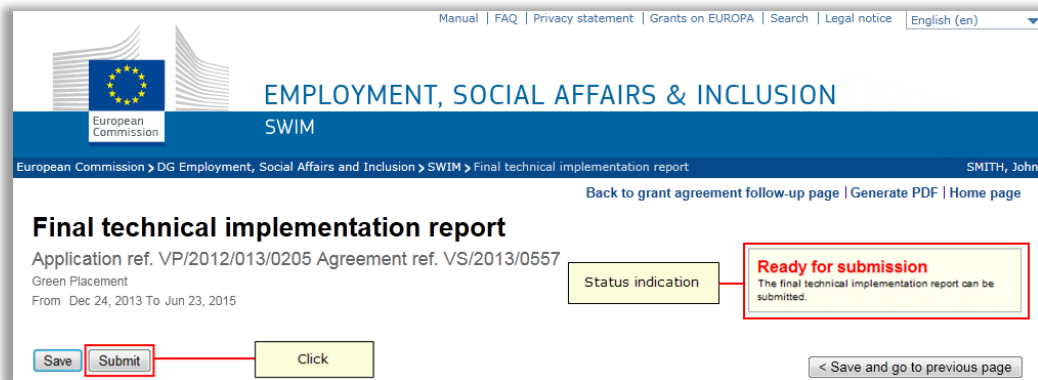 Manual | FAQ | Privacy statement | Grants on EUROPA | Search | Legal notice English (en)
European
Commission
EMPLOYMENT, SOCIAL AFFAIRS & INCLUSION
SWIM
European Commission > DG Employment, Social Affairs and Inclusion > SWIM > Final technical implementation report SMITH, John
Back to grant agreement follow-up page | Generate PDF | Home page
Final technical implementation report
Application ref. VP/2012/013/0205 Agreement ref. VS/2013/0557
Green Placement
From Dec 24, 2013 To Jun 23, 2015
Status indication
Ready for submission
The final technical implementation report can be
submitted.
Save Submit Click < Save and go to previous page